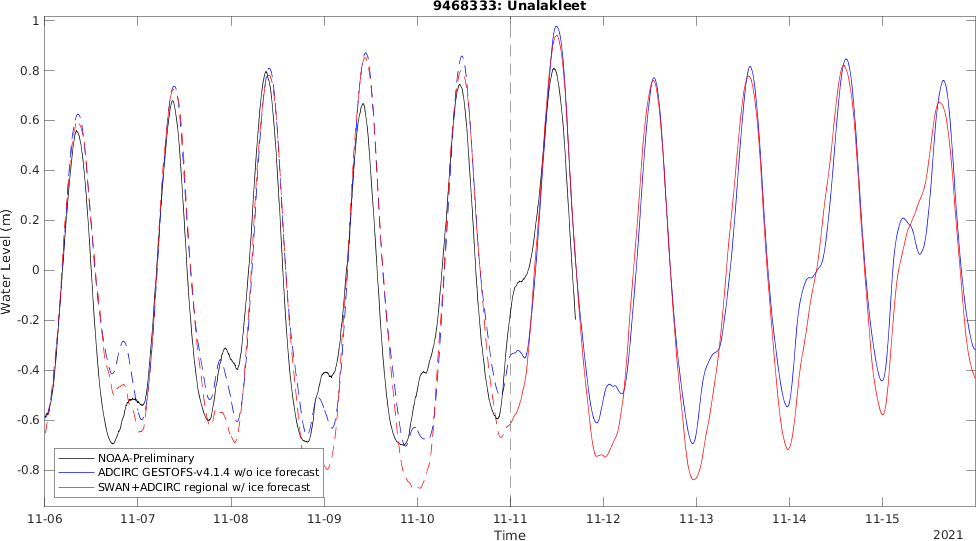 9468333: Unalakleet
Water Level (m)
1
0.8
0.6
0.4
0.2
0
-0.2
-0.4
-0.6
-0.8
NOAA-Preliminary
ADCIRC GESTOFS-v4.1.4 w/o ice forecast
SWAN+ADCIRC regional w/ ice forecast
11-06 11-07 11-08 11-09 11-10 11-11 11-12 11-13 11-14 11-15
Time
2021